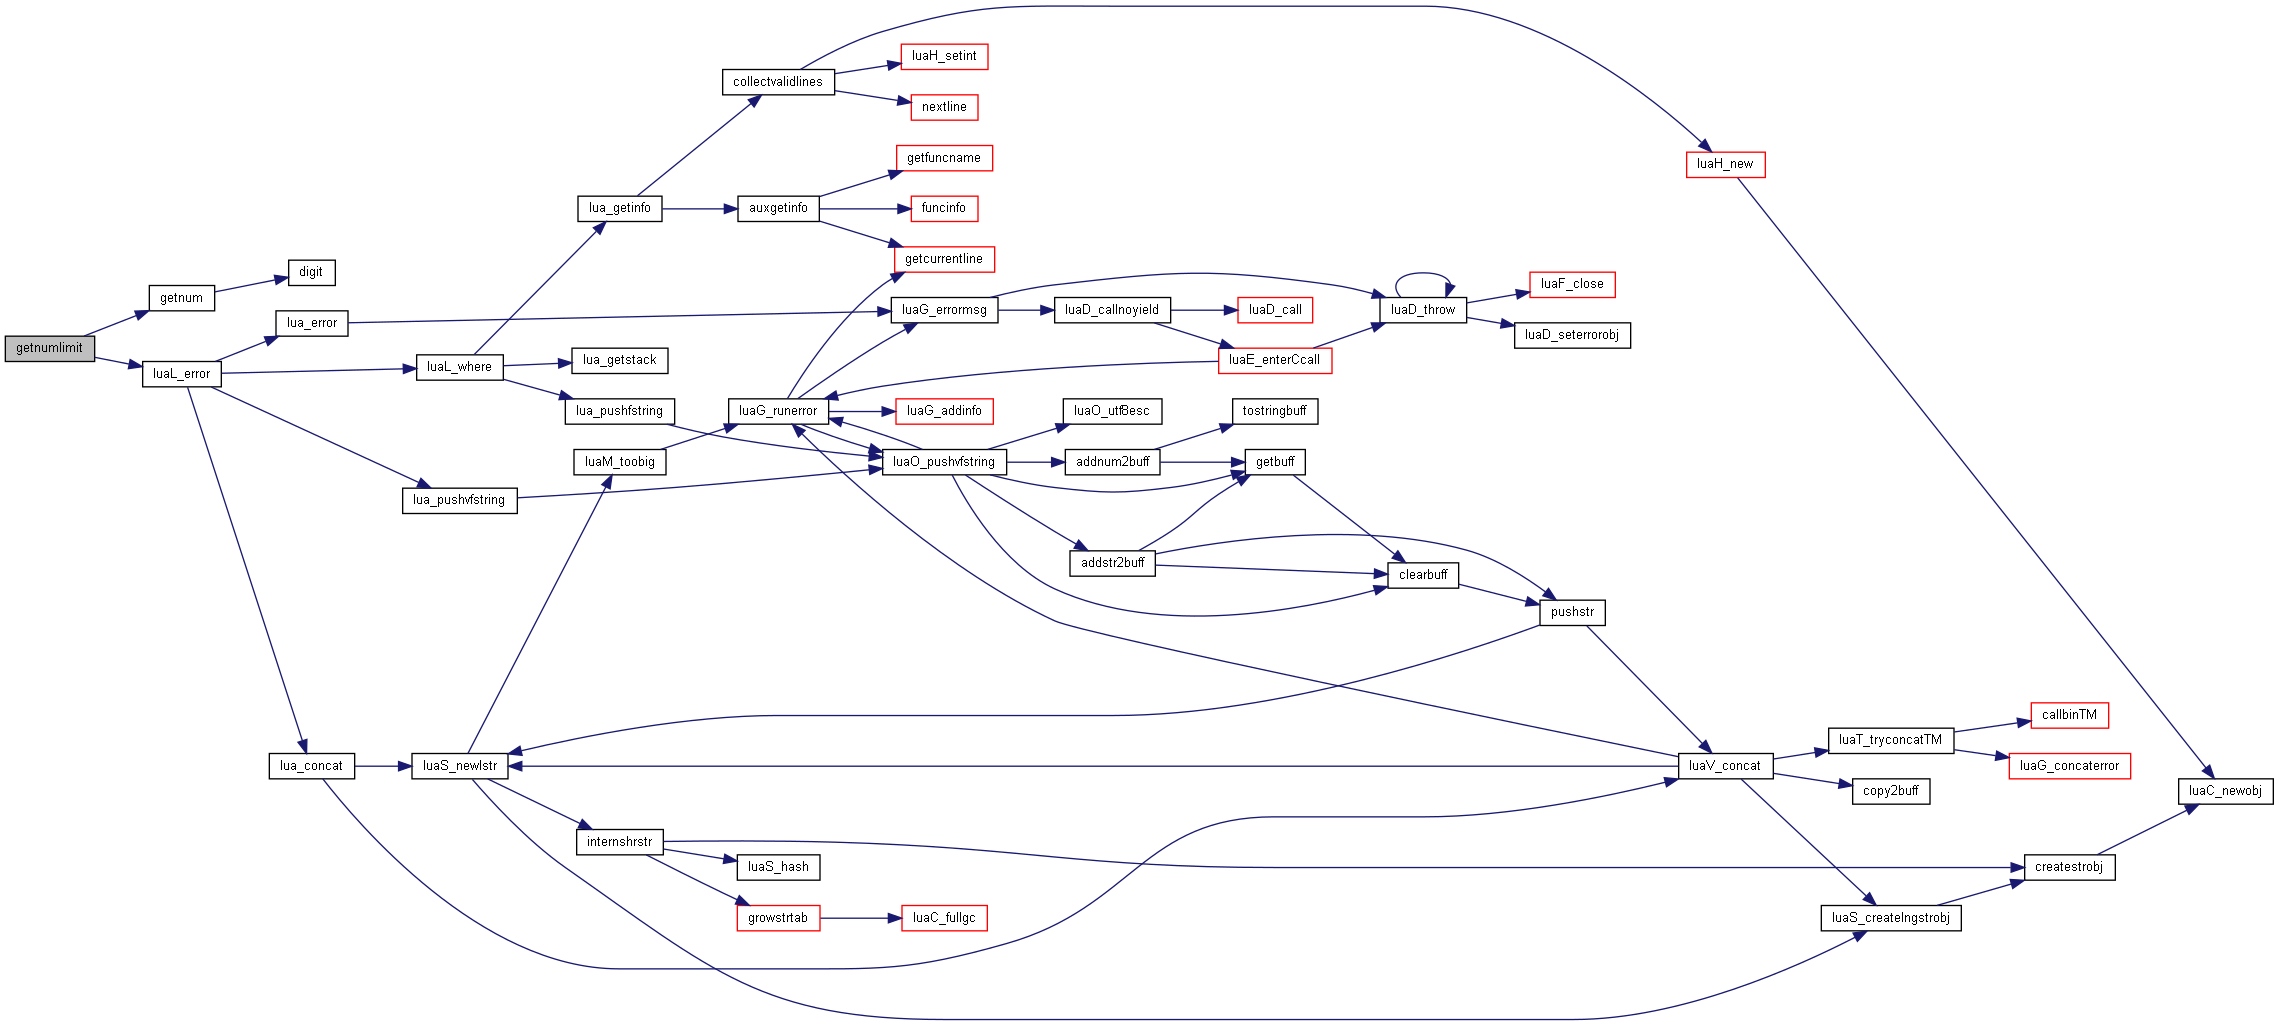 collectvalidlines
luaH_setint
nextline
getfuncname
luaH_new
lua_getinfo
auxgetinfo
funcinfo
getcurrentline
digit
getnum
luaF_close
lua_error
luaG_errormsg
luaD_callnoyield
luaD_call
luaD_throw
luaD_seterrorobj
getnumlimit
luaL_error
luaL_where
lua_getstack
luaE_enterCcall
lua_pushfstring
luaG_runerror
luaG_addinfo
luaO_utf8esc
tostringbuff
luaM_toobig
luaO_pushvfstring
addnum2buff
getbuff
lua_pushvfstring
addstr2buff
clearbuff
pushstr
callbinTM
luaT_tryconcatTM
lua_concat
luaS_newlstr
luaV_concat
luaG_concaterror
copy2buff
luaC_newobj
internshrstr
luaS_hash
createstrobj
growstrtab
luaC_fullgc
luaS_createlngstrobj